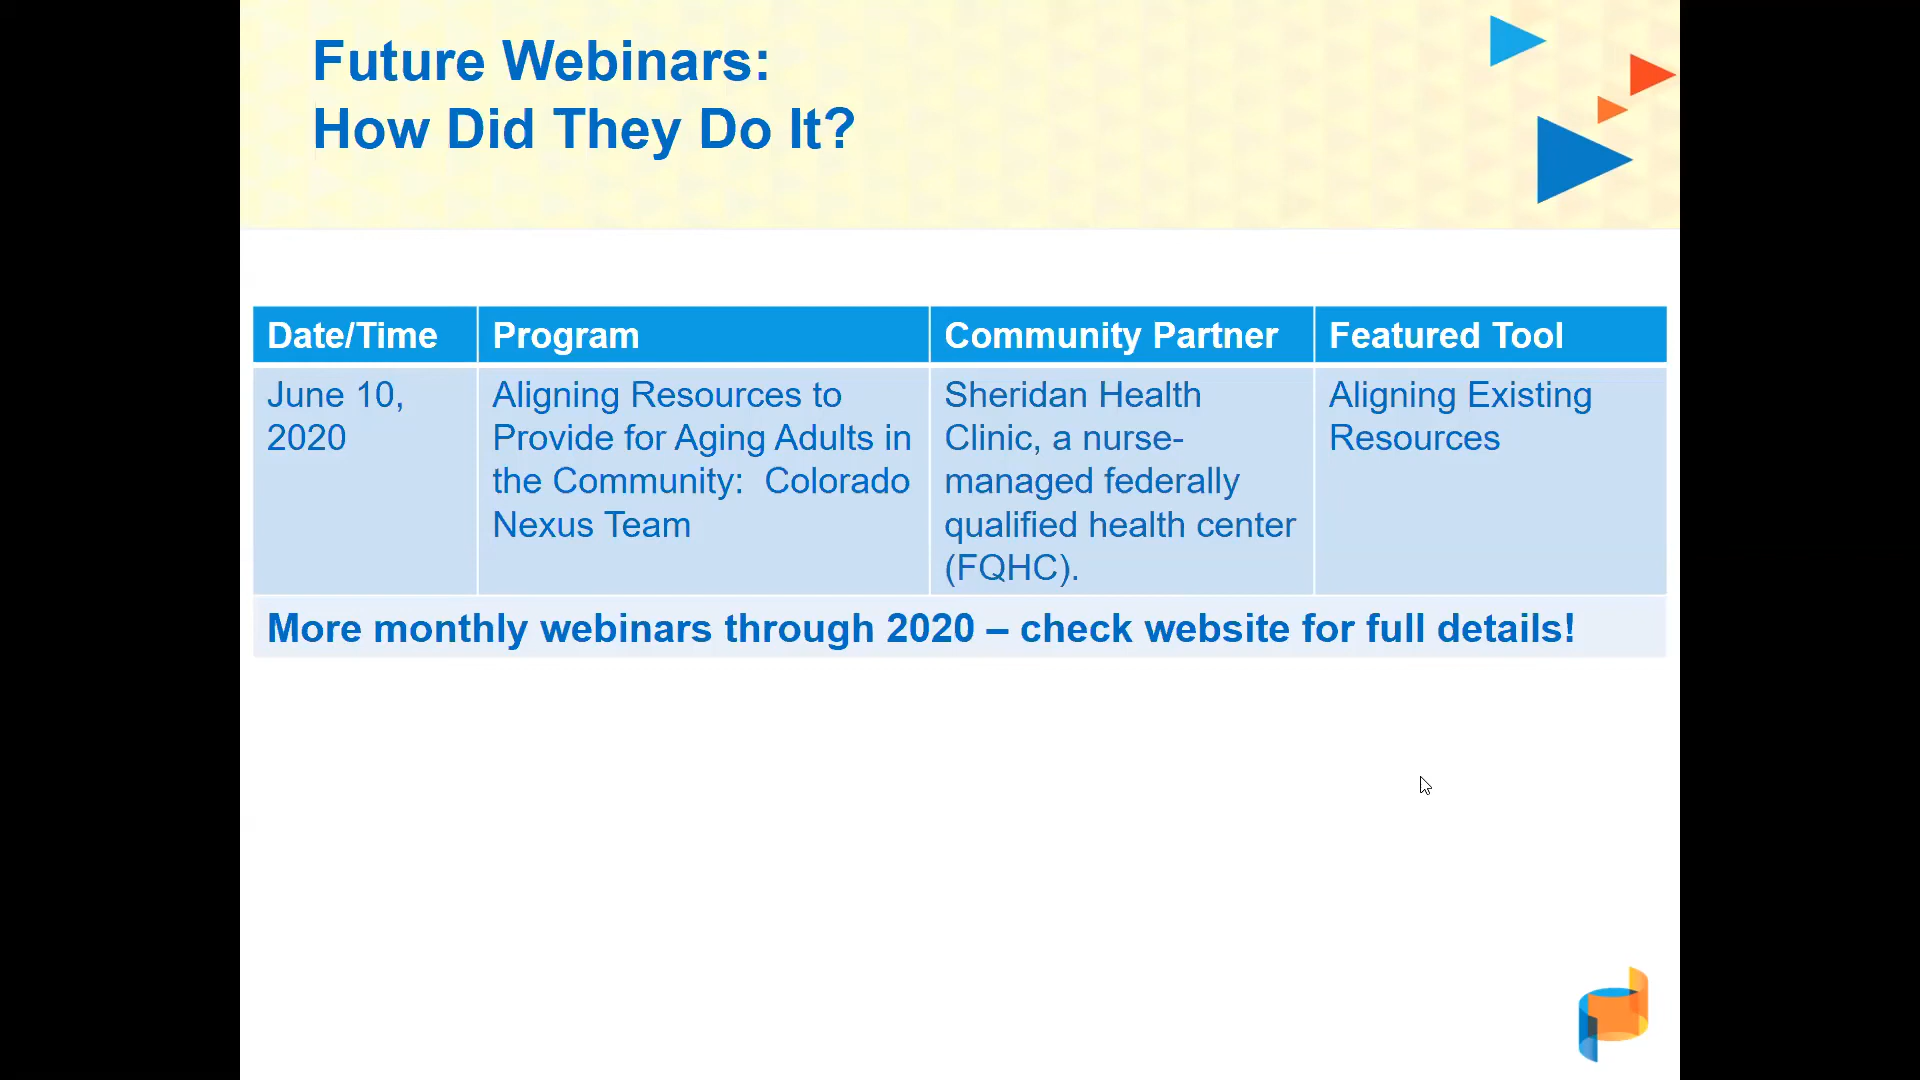 Future Webinars:
How Did They Do It?
Date/Time
Program
Community Partner
Featured Tool
June 10,
2020
Aligning Resources to
Provide for Aging Adults in
the Community:  Colorado
Nexus Team
Sheridan Health
Clinic, a nurse-
managed federally
qualified health center
(FQHC).
Aligning Existing
Resources
More monthly webinars through 2020 – check website for full details!